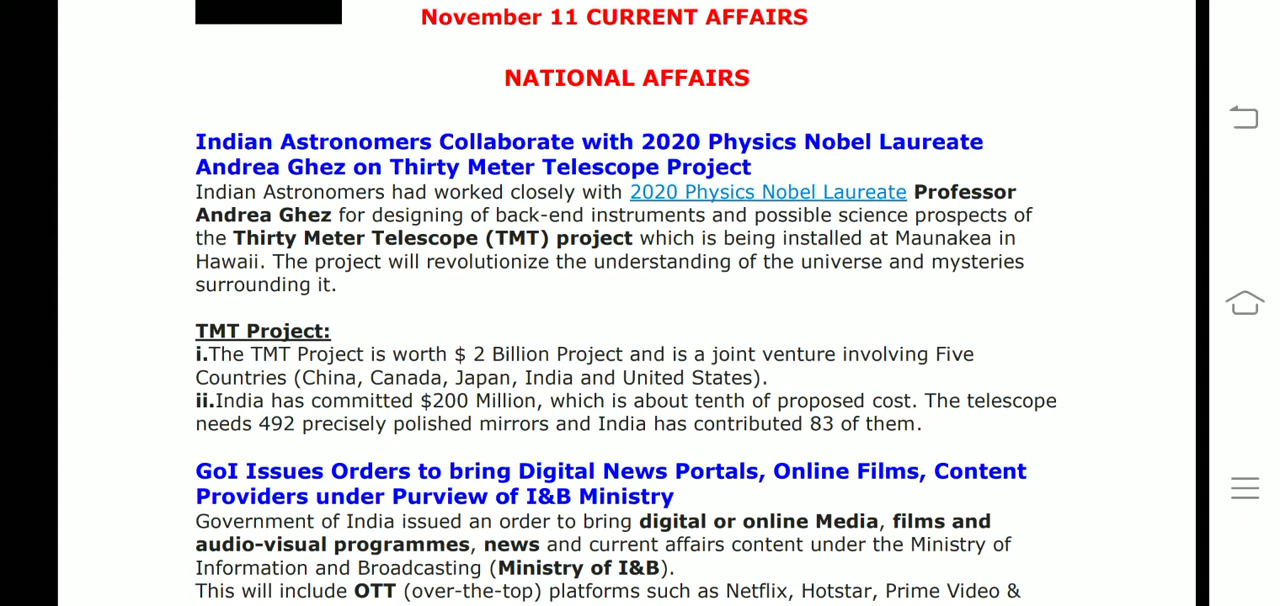 November 11 CURRENT AFFAIRS
NATIONAL AFFAIRS
Indian Astronomers Collaborate with 2020 Physics Nobel Laureate
Andrea Ghez on Thirty Meter Telescope Project
Indian Astronomers had worked closely with 2020 Physics Nobel Laureate Professor
Andrea Ghez for designing of back-end instruments and possible science prospects of
the Thirty Meter Telescope (TMT) project which is being installed at Maunakea in
Hawaii. The project will revolutionize the understanding of the universe and mysteries
surrounding it.
TMT Project:
i.The TMT Project is worth $ 2 Billion Project and is a joint venture involving Five
Countries (China, Canada, Japan, India and United States).
ii.India has committed $200 Million, which is about tenth of proposed cost. The telescope
needs 492 precisely polished mirrors and India has contributed 83 of them.
GoI Issues Orders to bring Digital News Portals, Online Films, Content
Providers under Purview of I&B Ministry
Government of India issued an order to bring digital or online Media, films and
audio-visual programmes, news and current affairs content under the Ministry of
Information and Broadcasting (Ministry of I&B).
This will include OTT (over-the-top) platforms such as Netflix, Hotstar, Prime Video &